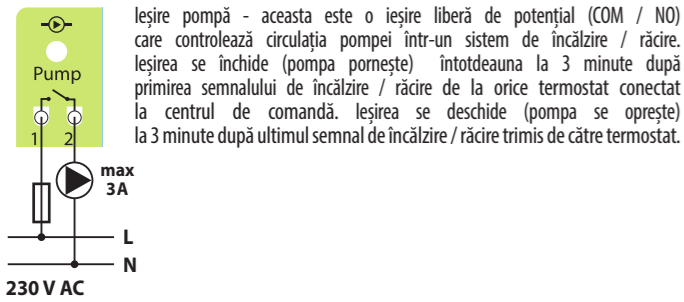 Ieșire pompă - aceasta este o ieșire liberă de potențial (COM / NO)
care controlează circulația pompei într-un sistem de încălzire / răcire.
Ieșirea se închide (pompa pornește) întotdeauna la 3 minute după
primirea semnalului de încălzire / răcire de la orice termostat conectat
la centrul de comandă. Ieșirea se deschide (pompa se oprește)
la 3 minute după ultimul semnal de încălzire / răcire trimis de către termostat.
Pump
1 2
max
3A
L
N
230 V AC